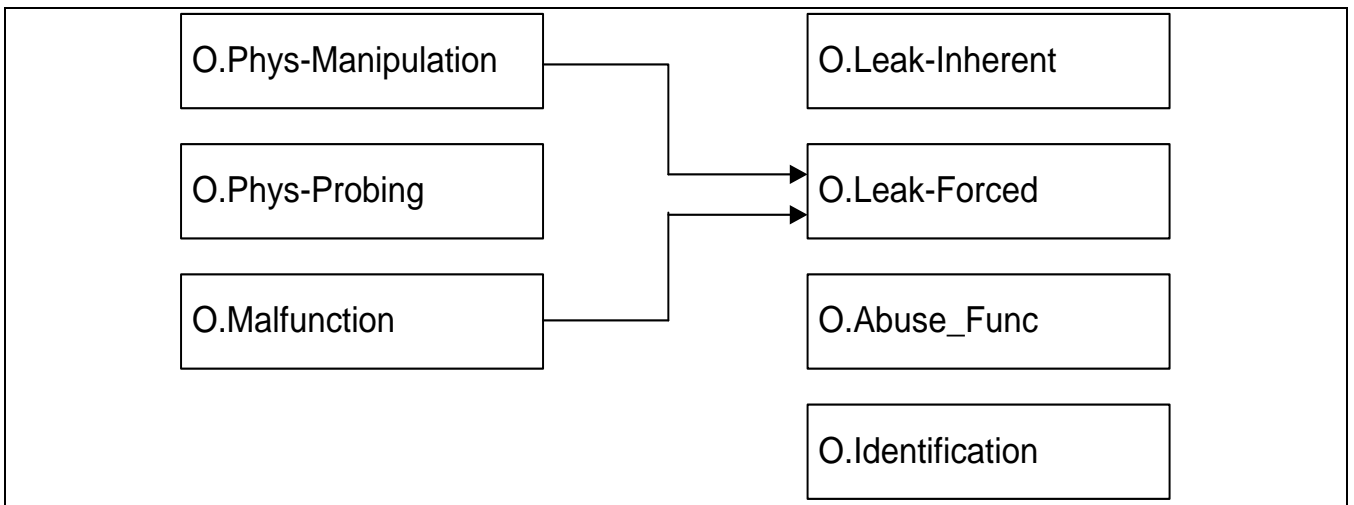 O.Phys-Manipulation
O.Leak-Inherent
O.Phys-Probing
O.Leak-Forced
O.Malfunction
O.Abuse_Func
O.Identification